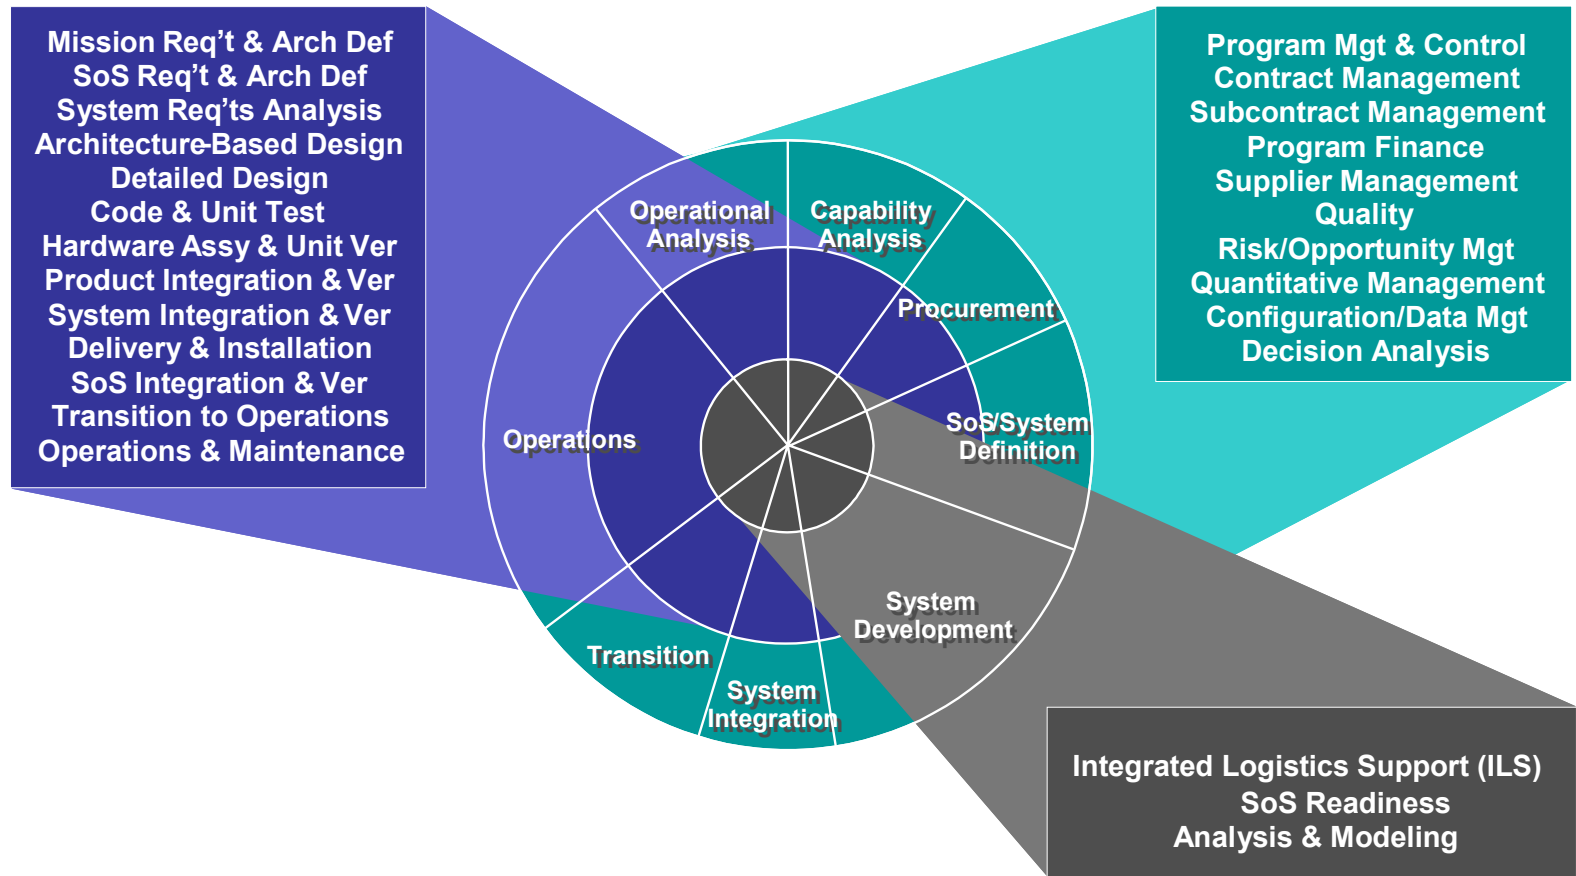 Mission Req't & Arch Def
SoS Req't & Arch Def
System Req'ts Analysis
Architecture-Based Design
Detailed Design
Code & Unit Test
Hardware Assy & Unit Ver
Product Integration & Ver
System Integration & Ver
Delivery & Installation
SoS Integration & Ver
Transition to Operations
Operations & Maintenance
Program Mgt & Control
Contract Management
Subcontract Management
Program Finance
Supplier Management
Quality
Risk/Opportunity Mgt
Quantitative Management
Configuration/Data Mgt
Decision Analysis
Operational
Analysis
Capability
Analysis
Procurement
SoS/System
Definition
System
Development
System
Integration
Transition
Operations
Integrated Logistics Support (ILS)
SoS Readiness
Analysis & Modeling